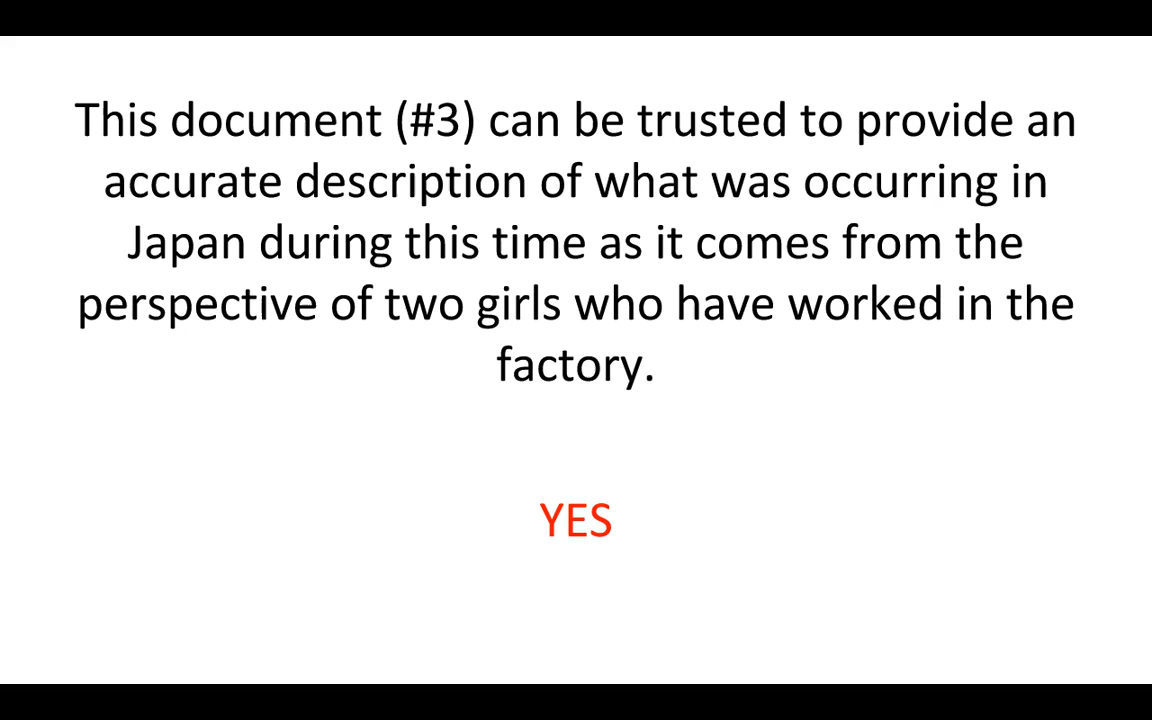 This document (#3) can be trusted to provide an
accurate description of what was occurring in
Japan during this time as it comes from the
perspective of two girls who have worked in the
factory.
YES